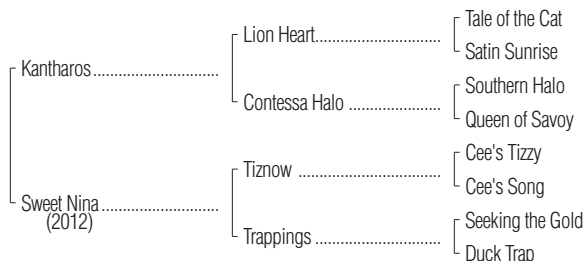 Tale of the Cat
Lion Heart..............................
Satin Sunrise
Kantharos...............................
Southern Halo
Contessa Halo ......................
Queen of Savoy
Cee's Tizzy
Tiznow ..................................
Cee's Song
Sweet Nina.............................
(2012)
Seeking the Gold
Trappings..............................
Duck Trap